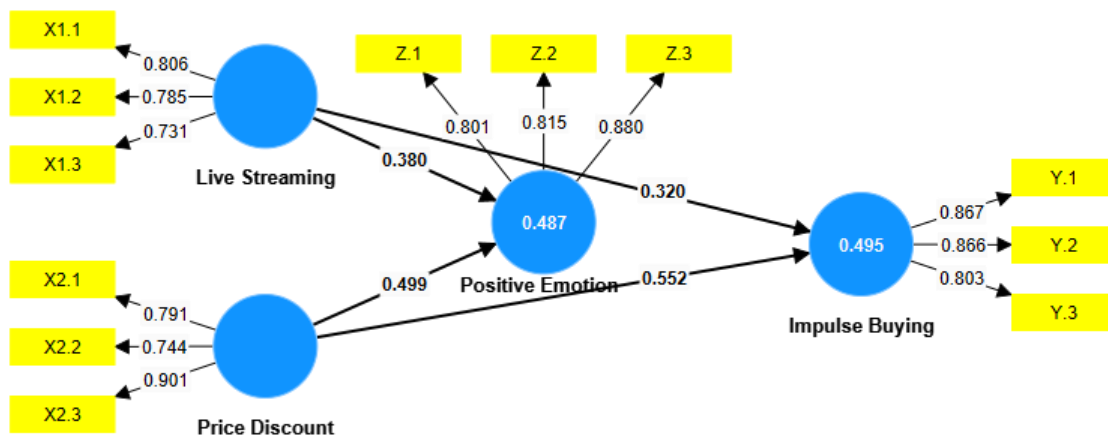 X1.1
0.806
X1.2
0.785
0.731
X1.3
Live Streaming
Z.1
Z.2
Z.3
0.801
0.815
0.880
0.380
0.320
0.487
Positive Emotion
0.499
0.552
X2.1
0.791
X2.2
0.744
0.901
X2.3
Price Discount
0.495
Impulse Buying
Y.1
0.867
0.866
Y.2
0.803
Y.3